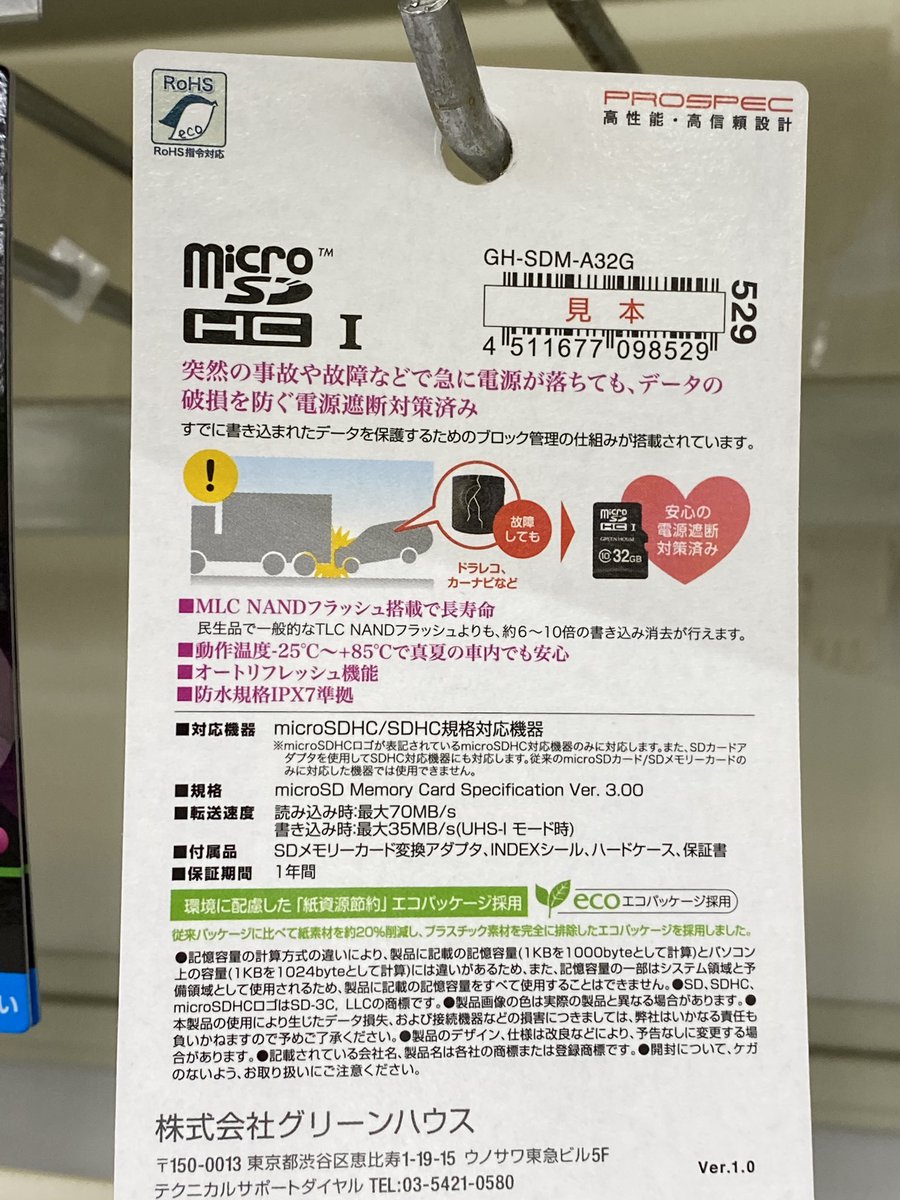 RoHS
eco
RoHS指令対応
PROSPEC
高性能・高信頼設計
micro™
SD
HC I
GH-SDM-A32G
見本
529
4 511677 098529
突然の事故や故障などで急に電源が落ちても、データの
破損を防ぐ電源遮断対策済み
すでに書き込まれたデータを保護するためのブロック管理の仕組みが搭載されています。
!
故障
しても
ドラレコ、
カーナビなど
micro
SD
HC I
GREEN HOUSE
10 32GB
安心の
電源遮断
対策済み
■MLC NANDフラッシュ搭載で長寿命
民生品で一般的なTLC NANDフラッシュよりも、約6～10倍の書き込み消去が行えます。
■動作温度-25℃～+85℃で真夏の車内でも安心
■オートリフレッシュ機能
■防水規格IPX7準拠
■対応機器 microSDHC/SDHC規格対応機器
※microSDHCロゴが表記されているmicroSDHC対応機器のみに対応します。また、SDカードア
ダプタを使用してSDHC対応機器にも対応します。従来のmicroSDカード/SDメモリーカードの
みに対応した機器では使用できません。
■規格 microSD Memory Card Specification Ver. 3.00
■転送速度 読み込み時:最大70MB/s
書き込み時:最大35MB/s(UHS-I モード時)
■付属品 SDメモリーカード変換アダプタ、INDEXシール、ハードケース、保証書
■保証期間 1年間
環境に配慮した「紙資源節約」エコパッケージ採用
eco エコパッケージ採用
従来パッケージに比べて紙素材を約20%削減し、プラスチック素材を完全に排除したエコパッケージを採用しました。
●記憶容量の計算方式の違いにより、製品に記載の記憶容量(1KBを1000byteとして計算)とパソコン
上の容量(1KBを1024byteとして計算)には違いがあるため、また、記憶容量の一部はシステム領域と予
備領域として使用されるため、製品に記載の記憶容量をすべて使用することはできません。●SD、SDHC、
microSDHCロゴはSD-3C, LLCの商標です。●製品画像の色は実際の製品と異なる場合があります。●
本製品の使用により生じたデータ損失、および接続機器などの損害につきましては、弊社はいかなる責任も
負いかねますので予めご了承ください。●製品のデザイン、仕様は改良などにより、予告なしに変更する場
合があります。●記載されている会社名、製品名は各社の商標または登録商標です。●開封について、ケガ
のないよう、お取り扱いにご注意ください。
株式会社グリーンハウス
〒150-0013 東京都渋谷区恵比寿1-19-15 ウノサワ東急ビル5F
テクニカルサポートダイヤル TEL:03-5421-0580
Ver.1.0
い